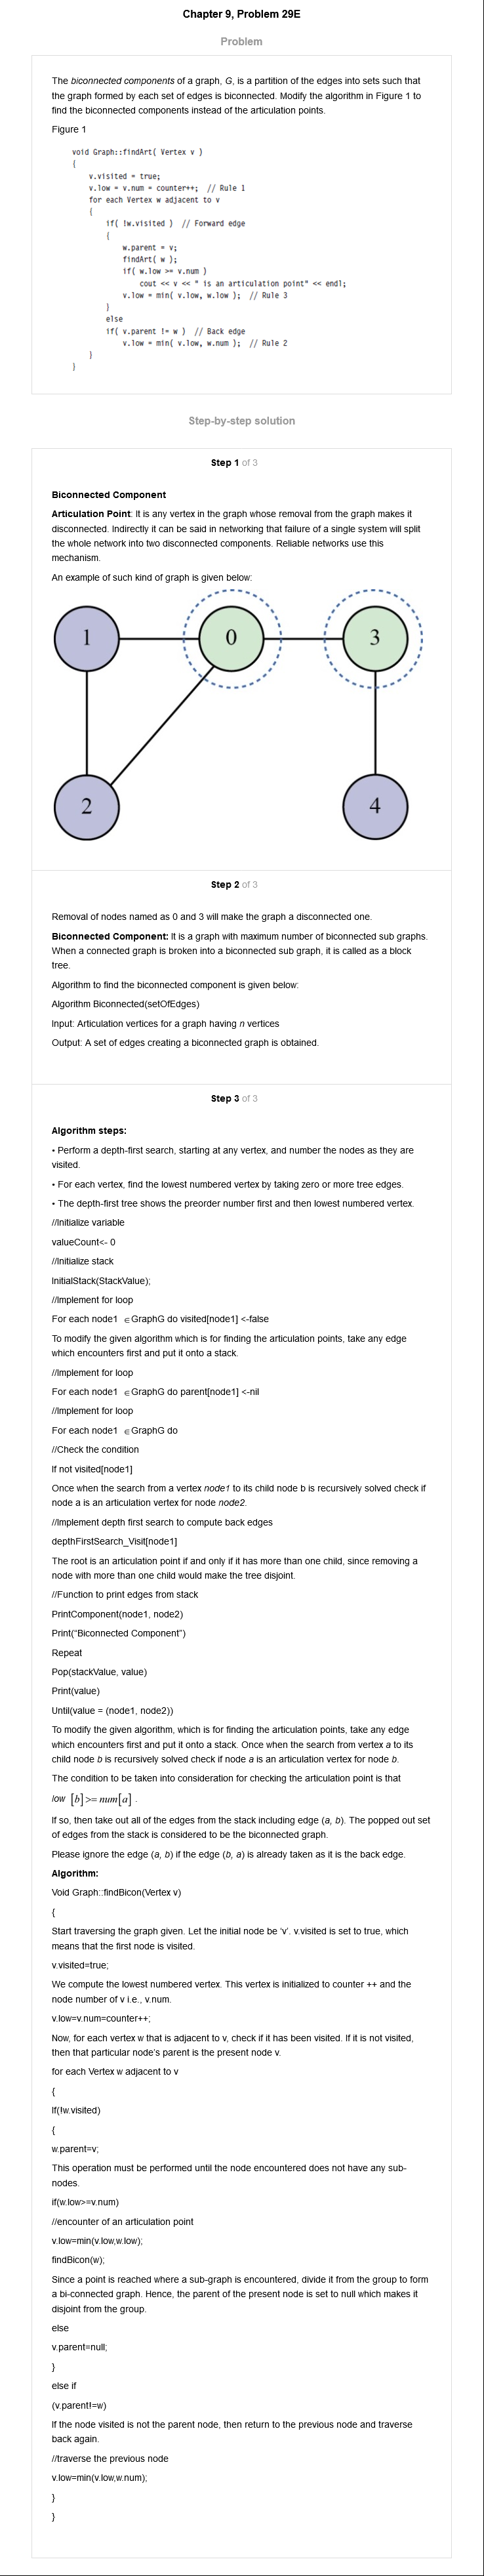 Chapter 9, Problem 29E
Problem
The biconnected components of a graph, G, is a partition of the edges into sets such that
the graph formed by each set of edges is biconnected. Modify the algorithm in Figure 1 to
find the biconnected components instead of the articulation points.
Figure 1
void Graph::findArt( Vertex v )
{
v.visited = true;
v.low = v.num = counter++; // Rule 1
for each Vertex w adjacent to v
{
if( !w.visited ) // Forward edge
{
w.parent = v;
findArt( w );
if( w.low >= v.num )
cout << v << " is an articulation point" << endl;
v.low = min( v.low, w.low ); // Rule 3
}
else
if( v.parent != w ) // Back edge
v.low = min( v.low, w.num ); // Rule 2
}
}
Step-by-step solution
Step 1 of 3
Biconnected Component
Articulation Point: It is any vertex in the graph whose removal from the graph makes it
disconnected. Indirectly it can be said in networking that failure of a single system will split
the whole network into two disconnected components. Reliable networks use this
mechanism.
An example of such kind of graph is given below:
1
0
3
2
4
Step 2 of 3
Removal of nodes named as 0 and 3 will make the graph a disconnected one.
Biconnected Component: It is a graph with maximum number of biconnected sub graphs.
When a connected graph is broken into a biconnected sub graph, it is called as a block
tree.
Algorithm to find the biconnected component is given below:
Algorithm Biconnected(setOfEdges)
Input: Articulation vertices for a graph having n vertices
Output: A set of edges creating a biconnected graph is obtained.
Step 3 of 3
Algorithm steps:
• Perform a depth-first search, starting at any vertex, and number the nodes as they are
visited.
• For each vertex, find the lowest numbered vertex by taking zero or more tree edges.
• The depth-first tree shows the preorder number first and then lowest numbered vertex.
//Initialize variable
valueCount<- 0
//Initialize stack
InitialStack(StackValue);
//Implement for loop
For each node1 ∈GraphG do visited[node1] <-false
To modify the given algorithm which is for finding the articulation points, take any edge
which encounters first and put it onto a stack.
//Implement for loop
For each node1 ∈GraphG do parent[node1] <-nil
//Implement for loop
For each node1 ∈GraphG do
//Check the condition
If not visited[node1]
Once when the search from a vertex node1 to its child node b is recursively solved check if
node a is an articulation vertex for node node2.
//Implement depth first search to compute back edges
depthFirstSearch_Visit[node1]
The root is an articulation point if and only if it has more than one child, since removing a
node with more than one child would make the tree disjoint.
//Function to print edges from stack
PrintComponent(node1, node2)
Print("Biconnected Component")
Repeat
Pop(stackValue, value)
Print(value)
Until(value = (node1, node2))
To modify the given algorithm, which is for finding the articulation points, take any edge
which encounters first and put it onto a stack. Once when the search from vertex a to its
child node b is recursively solved check if node a is an articulation vertex for node b.
The condition to be taken into consideration for checking the articulation point is that
low [b]>= num[a] .
If so, then take out all of the edges from the stack including edge (a, b). The popped out set
of edges from the stack is considered to be the biconnected graph.
Please ignore the edge (a, b) if the edge (b, a) is already taken as it is the back edge.
Algorithm:
Void Graph::findBicon(Vertex v)
{
Start traversing the graph given. Let the initial node be 'v'. v.visited is set to true, which
means that the first node is visited.
v.visited=true;
We compute the lowest numbered vertex. This vertex is initialized to counter ++ and the
node number of v i.e., v.num.
v.low=v.num=counter++;
Now, for each vertex w that is adjacent to v, check if it has been visited. If it is not visited,
then that particular node's parent is the present node v.
for each Vertex w adjacent to v
{
If(!w.visited)
{
w.parent=v;
This operation must be performed until the node encountered does not have any sub-
nodes.
if(w.low>=v.num)
//encounter of an articulation point
v.low=min(v.low,w.low);
findBicon(w);
Since a point is reached where a sub-graph is encountered, divide it from the group to form
a bi-connected graph. Hence, the parent of the present node is set to null which makes it
disjoint from the group.
else
v.parent=null;
}
else if
(v.parent!=w)
If the node visited is not the parent node, then return to the previous node and traverse
back again.
//traverse the previous node
v.low=min(v.low,w.num);
}
}